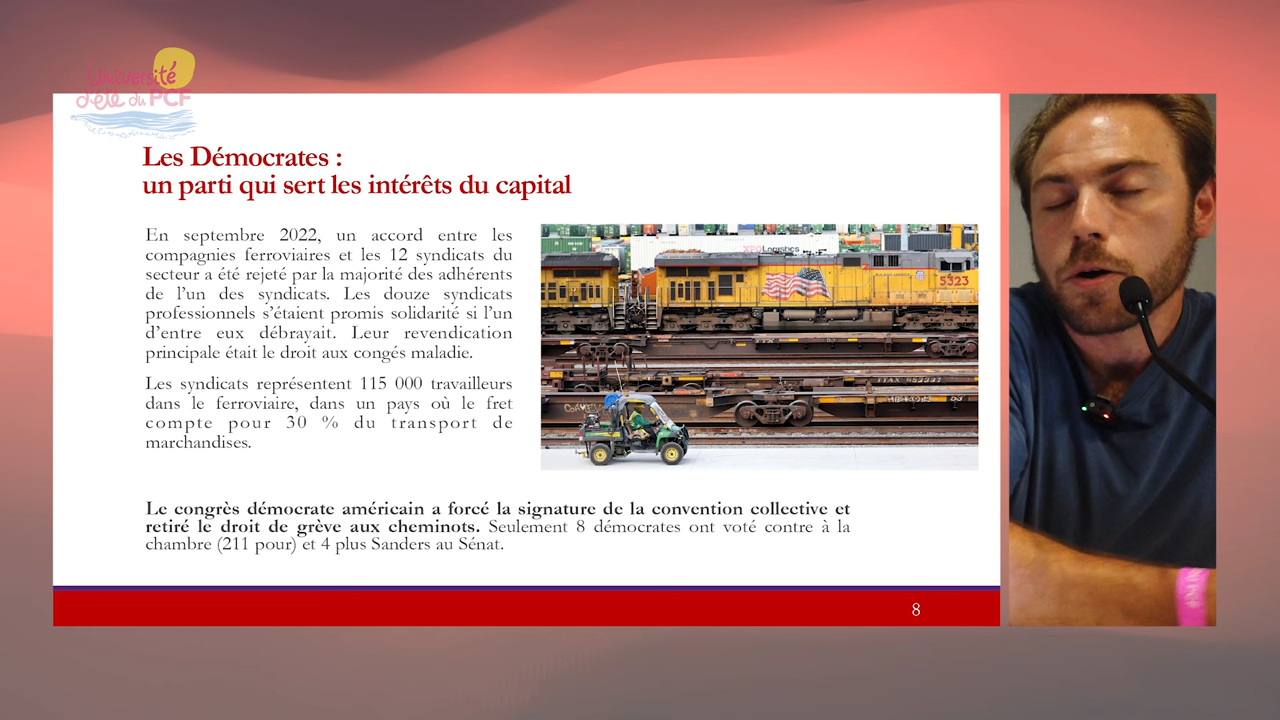 Université
d'été du PCF
Les Démocrates :
un parti qui sert les intérêts du capital
En septembre 2022, un accord entre les
compagnies ferroviaires et les 12 syndicats du
secteur a été rejeté par la majorité des adhérents
de l'un des syndicats. Les douze syndicats
professionnels s'étaient promis solidarité si l'un
d'entre eux débrayait. Leur revendication
principale était le droit aux congés maladie.
Les syndicats représentent 115 000 travailleurs
dans le ferroviaire, dans un pays où le fret
compte pour 30 % du transport de
marchandises.
XPOLogistics
5323
TTX
Le congrès démocrate américain a forcé la signature de la convention collective et
retiré le droit de grève aux cheminots. Seulement 8 démocrates ont voté contre à la
chambre (211 pour) et 4 plus Sanders au Sénat.
8